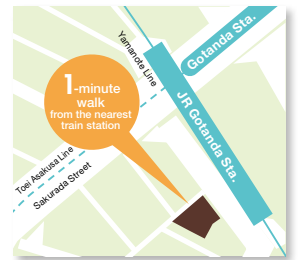 Gotanda Sta.
Yamanote Line
JR Gotanda Sta.
1-minute
walk
from the nearest
train station
Toei Asakusa Line
Sakurada Street